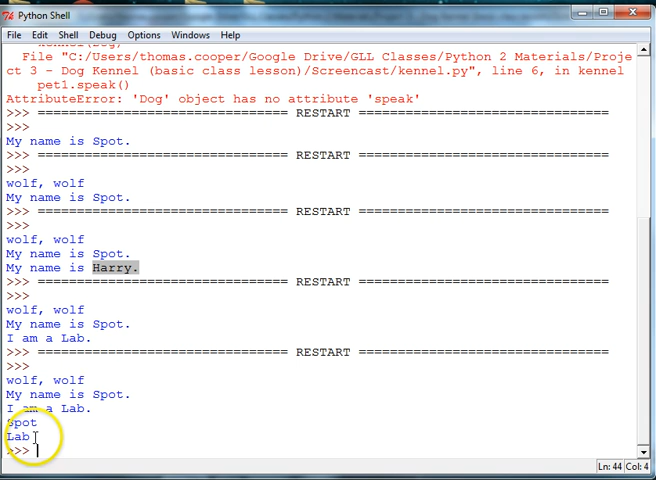 Python Shell
File Edit Shell Debug Options Windows Help
kennel(Dog)
File "C:/Users/thomas.cooper/Google Drive/GLL Classes/Python 2 Materials/Proje
ct 3 - Dog Kennel (basic class lesson)/Screencast/kennel.py", line 6, in kennel
pet1.speak()
AttributeError: 'Dog' object has no attribute 'speak'
>>> ================================ RESTART ================================
>>>
My name is Spot.
>>> ================================ RESTART ================================
>>>
wolf, wolf
My name is Spot.
>>> ================================ RESTART ================================
>>>
wolf, wolf
My name is Spot.
My name is Harry.
>>> ================================ RESTART ================================
>>>
wolf, wolf
My name is Spot.
I am a Lab.
>>> ================================ RESTART ================================
>>>
wolf, wolf
My name is Spot.
I am a Lab.
Spot
Lab
>>>
Ln: 44 Col: 4